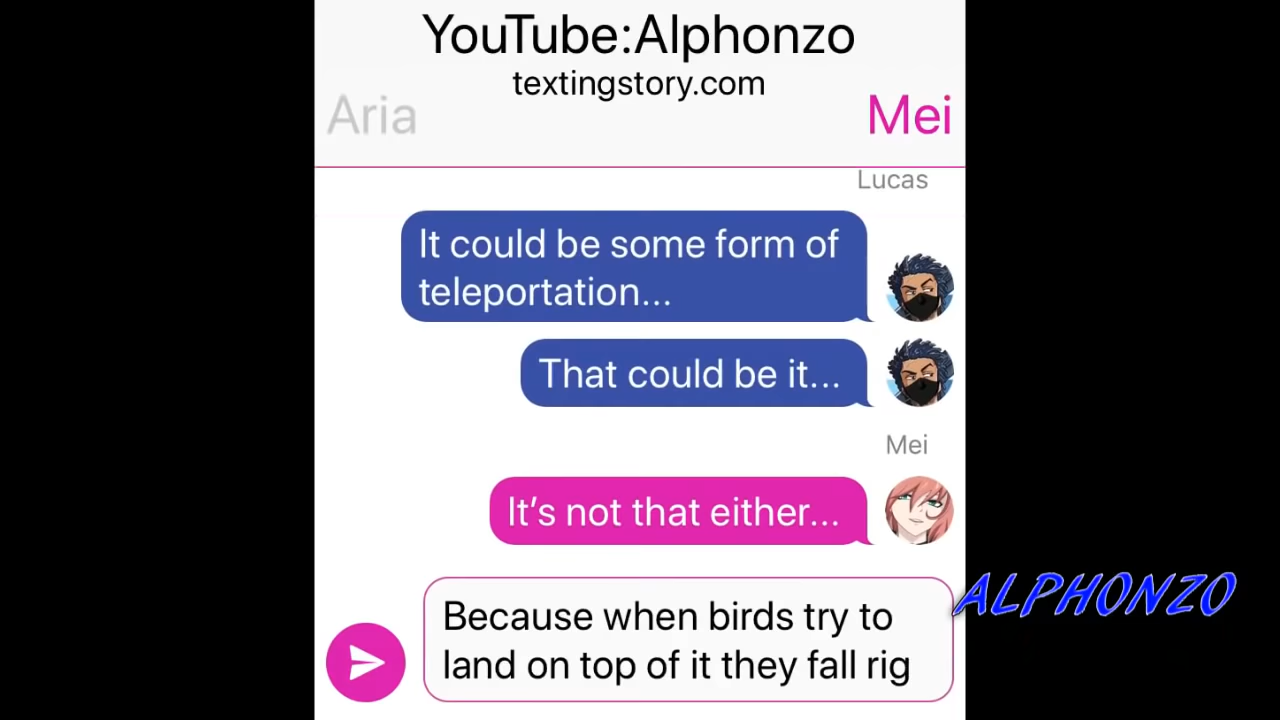 YouTube:Alphonzo
textingstory.com
Aria
Mei
Lucas
It could be some form of
teleportation...
That could be it...
Mei
It’s not that either...
Because when birds try to
land on top of it they fall rig
ALPHONZO